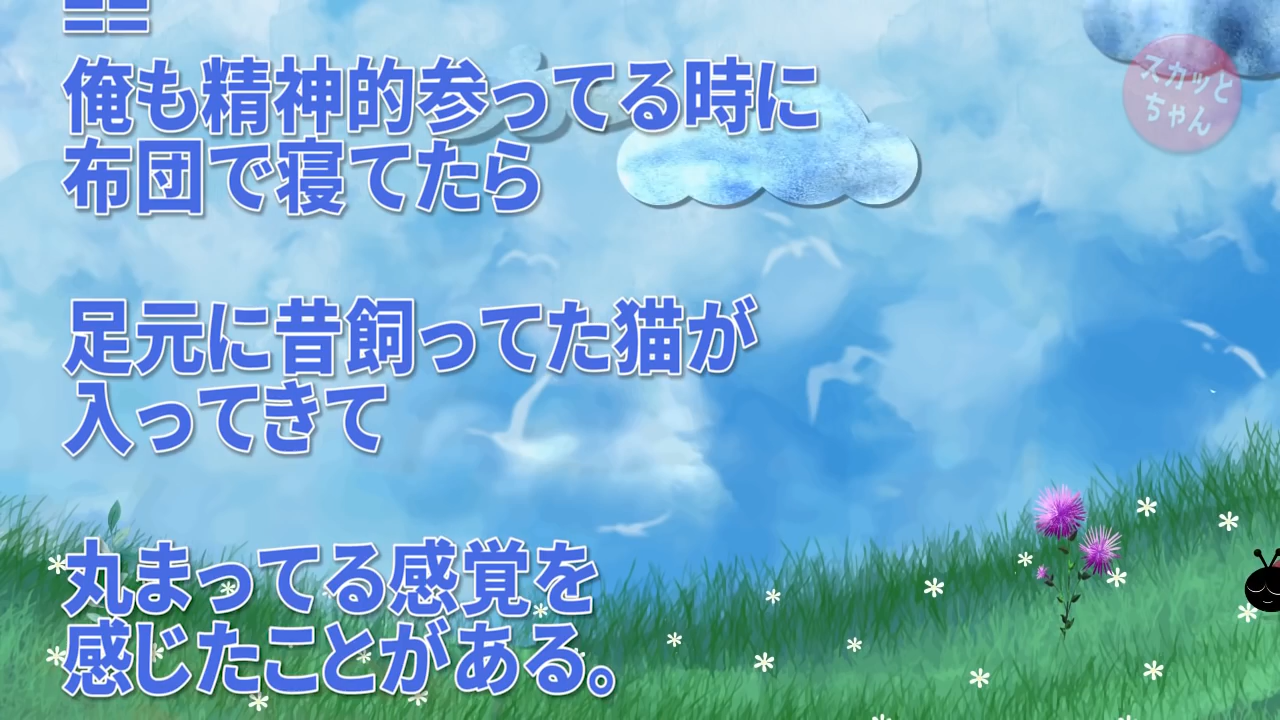 俺も精神的参ってる時に
布団で寝てたら
足元に昔飼ってた猫が
入ってきて
丸まってる感覚を
感じたことがある。
スカッと
ちゃん